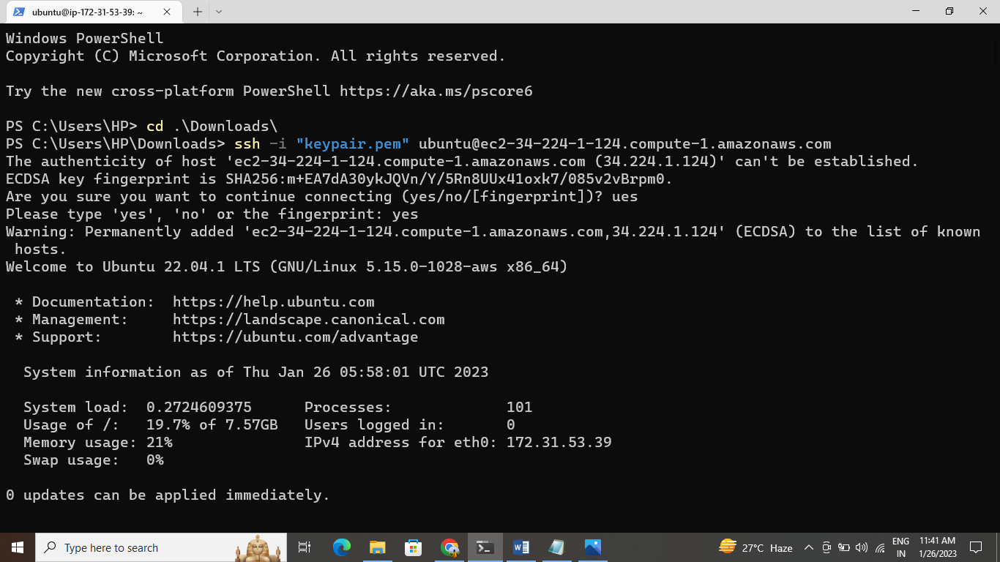 ubuntu@ip-172-31-53-39: ~
Windows PowerShell
Copyright (C) Microsoft Corporation. All rights reserved.
Try the new cross-platform PowerShell https://aka.ms/pscore6
PS C:\Users\HP> cd .\Downloads\
PS C:\Users\HP\Downloads> ssh -i "keypair.pem" ubuntu@ec2-34-224-1-124.compute-1.amazonaws.com
The authenticity of host 'ec2-34-224-1-124.compute-1.amazonaws.com (34.224.1.124)' can't be established.
ECDSA key fingerprint is SHA256:m+EA7dA30ykJQVn/Y/5Rn8UUx41oxk7/085v2vBrpm0.
Are you sure you want to continue connecting (yes/no/[fingerprint])? ues
Please type 'yes', 'no' or the fingerprint: yes
Warning: Permanently added 'ec2-34-224-1-124.compute-1.amazonaws.com,34.224.1.124' (ECDSA) to the list of known
 hosts.
Welcome to Ubuntu 22.04.1 LTS (GNU/Linux 5.15.0-1028-aws x86_64)
 * Documentation:  https://help.ubuntu.com
 * Management:     https://landscape.canonical.com
 * Support:        https://ubuntu.com/advantage
  System information as of Thu Jan 26 05:58:01 UTC 2023
  System load:  0.2724609375      Processes:             101
  Usage of /:   19.7% of 7.57GB   Users logged in:       0
  Memory usage: 21%               IPv4 address for eth0: 172.31.53.39
  Swap usage:   0%
0 updates can be applied immediately.
Type here to search
27°C Haze
ENG
IN
11:41 AM
1/26/2023